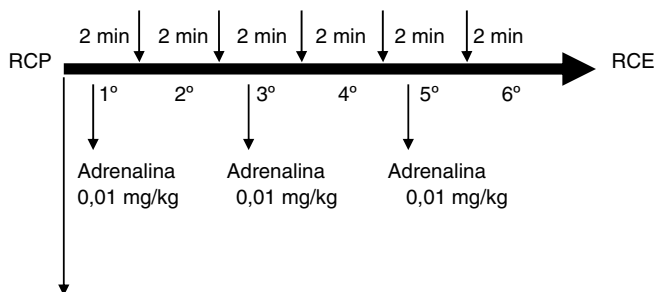 2 min 2 min 2 min 2 min 2 min 2 min
RCP RCE
1º 2º 3º 4º 5º 6º
Adrenalina Adrenalina Adrenalina
0,01 mg/kg 0,01 mg/kg 0,01 mg/kg